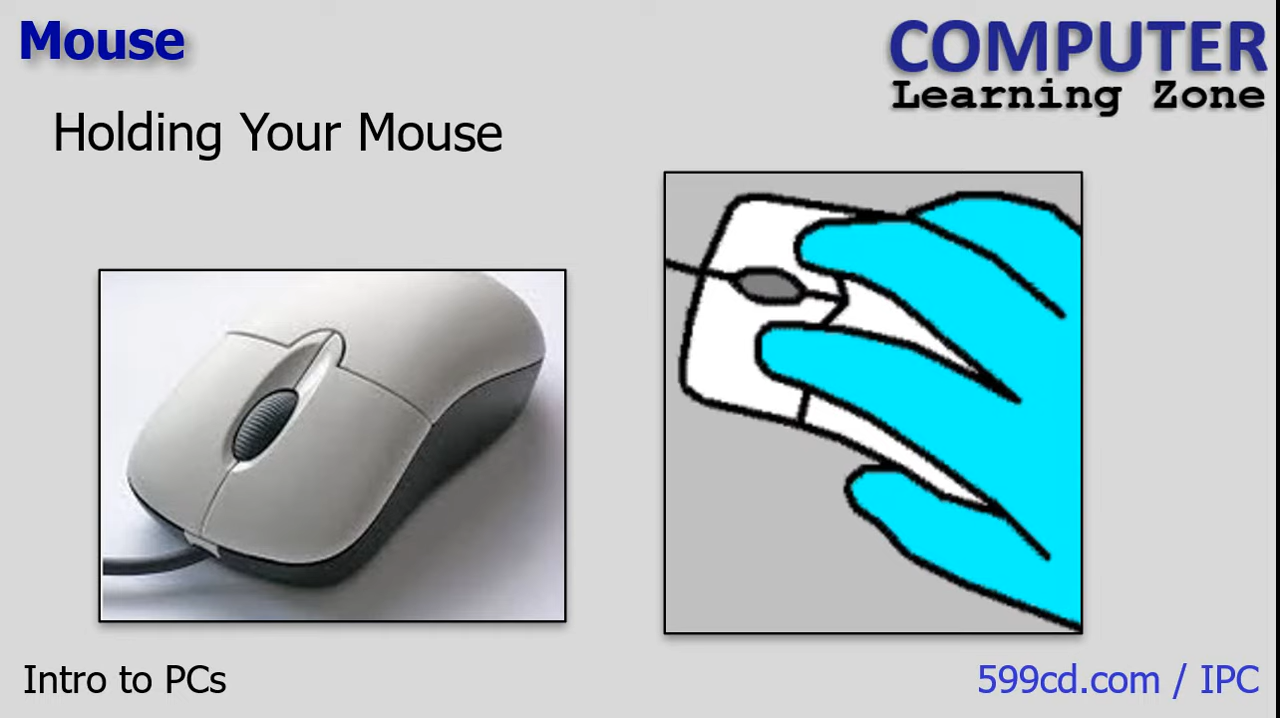 Mouse
COMPUTER
Learning Zone
Holding Your Mouse
Intro to PCs
599cd.com / IPC